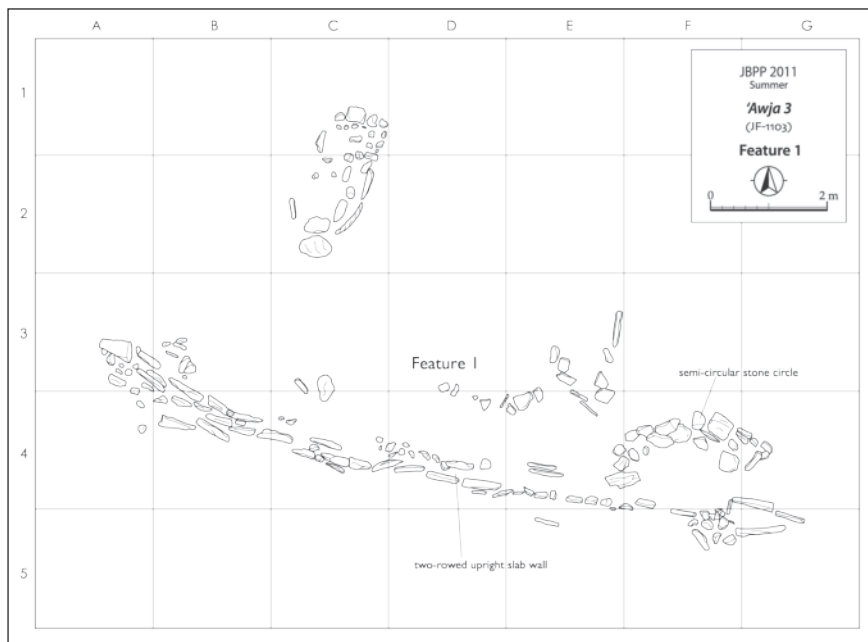 A B C D E F G
1
2
3
4
5
JBPP 2011
Summer
'Awja 3
(JF-1103)
Feature 1
0 2 m
Feature 1
semi-circular stone circle
two-rowed upright slab wall